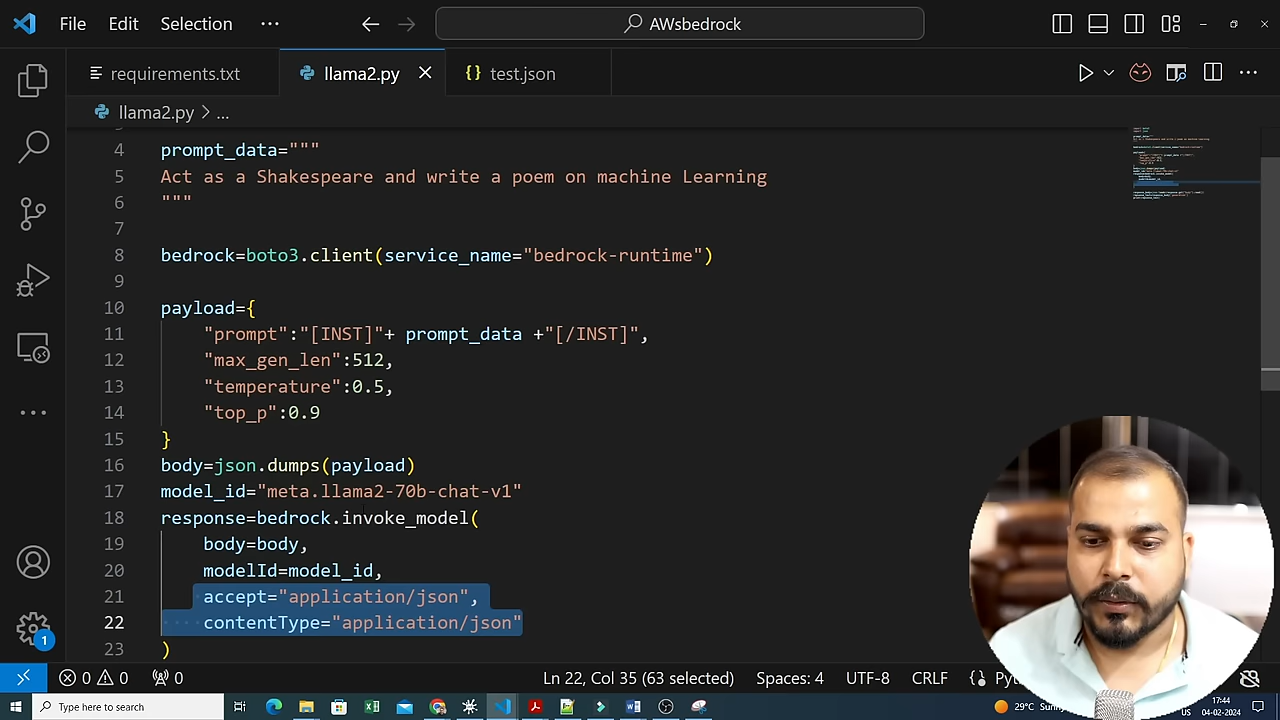 File Edit Selection ··· AWsbedrock
requirements.txt llama2.py test.json
llama2.py > ...
4 prompt_data="""
5 Act as a Shakespeare and write a poem on machine Learning
6 """
7
8 bedrock=boto3.client(service_name="bedrock-runtime")
9
10 payload={
11 "prompt":"[INST]"+ prompt_data +"[/INST]",
12 "max_gen_len":512,
13 "temperature":0.5,
14 "top_p":0.9
15 }
16 body=json.dumps(payload)
17 model_id="meta.llama2-70b-chat-v1"
18 response=bedrock.invoke_model(
19 body=body,
20 modelId=model_id,
21 accept="application/json",
22 contentType="application/json"
23 )
1
0 0 0 Ln 22, Col 35 (63 selected) Spaces: 4 UTF-8 CRLF
Type here to search 29°C US 17:44
04-02-2024